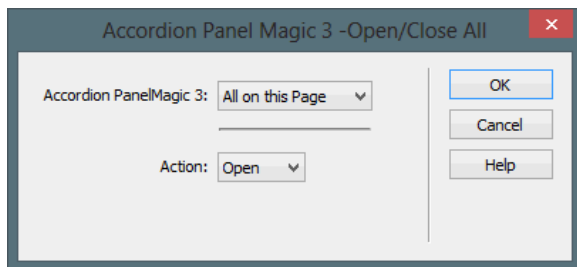 Accordion Panel Magic 3 -Open/Close All
×
Accordion PanelMagic 3: All on this Page
OK
Cancel
Action: Open
Help